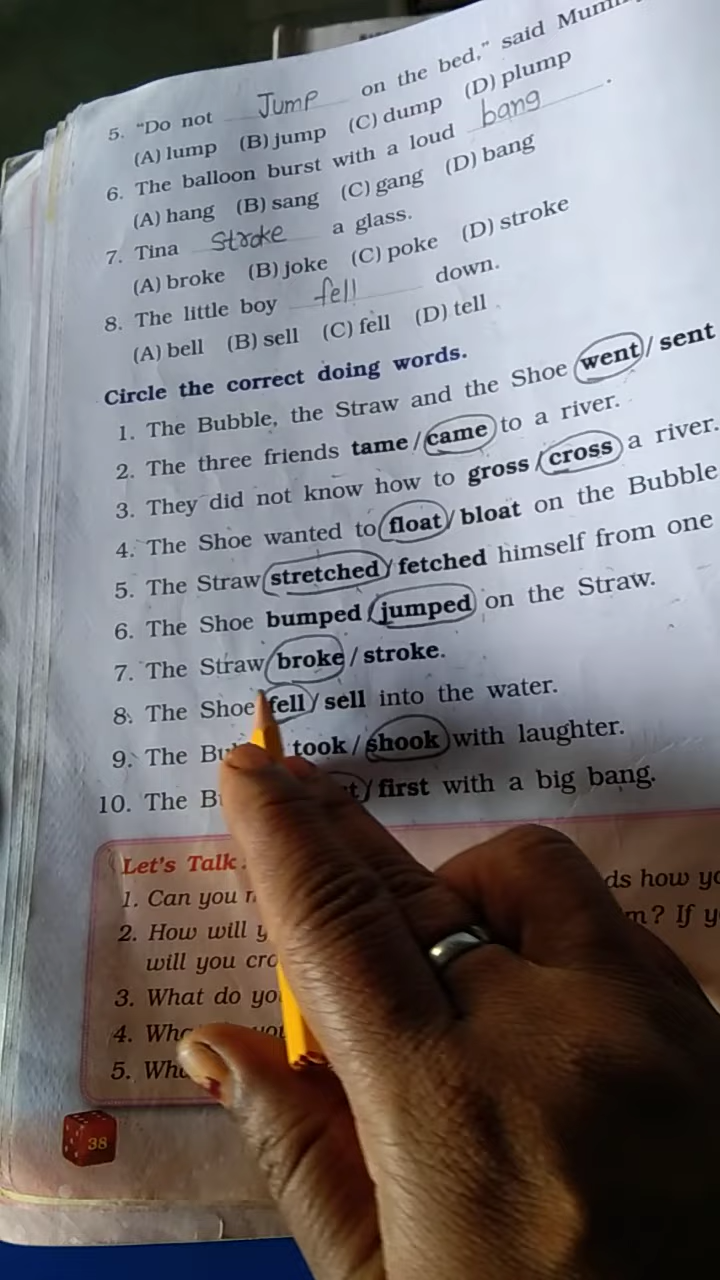 5. "Do not Jump on the bed," said
(A) lump (B) jump (C) dump (D) plump
6. The balloon burst with a loud bang.
(A) hang (B) sang (C) gang (D) bang
7. Tina stroke a glass.
(A) broke (B) joke (C) poke (D) stroke
8. The little boy fell down.
(A) bell (B) sell (C) fell (D) tell
Circle the correct doing words.
1. The Bubble, the Straw and the Shoe went / sent
2. The three friends tame / came to a river.
3. They did not know how to gross / cross a river.
4. The Shoe wanted to float / bloat on the Bubble
5. The Straw stretched / fetched himself from one
6. The Shoe bumped / jumped on the Straw.
7. The Straw broke / stroke.
8. The Shoe fell / sell into the water.
9. The took / shook with laughter.
10. The / first with a big bang.
Let's Talk
1. Can you how
2. How will If
will you
3. What do
4.
5.
38